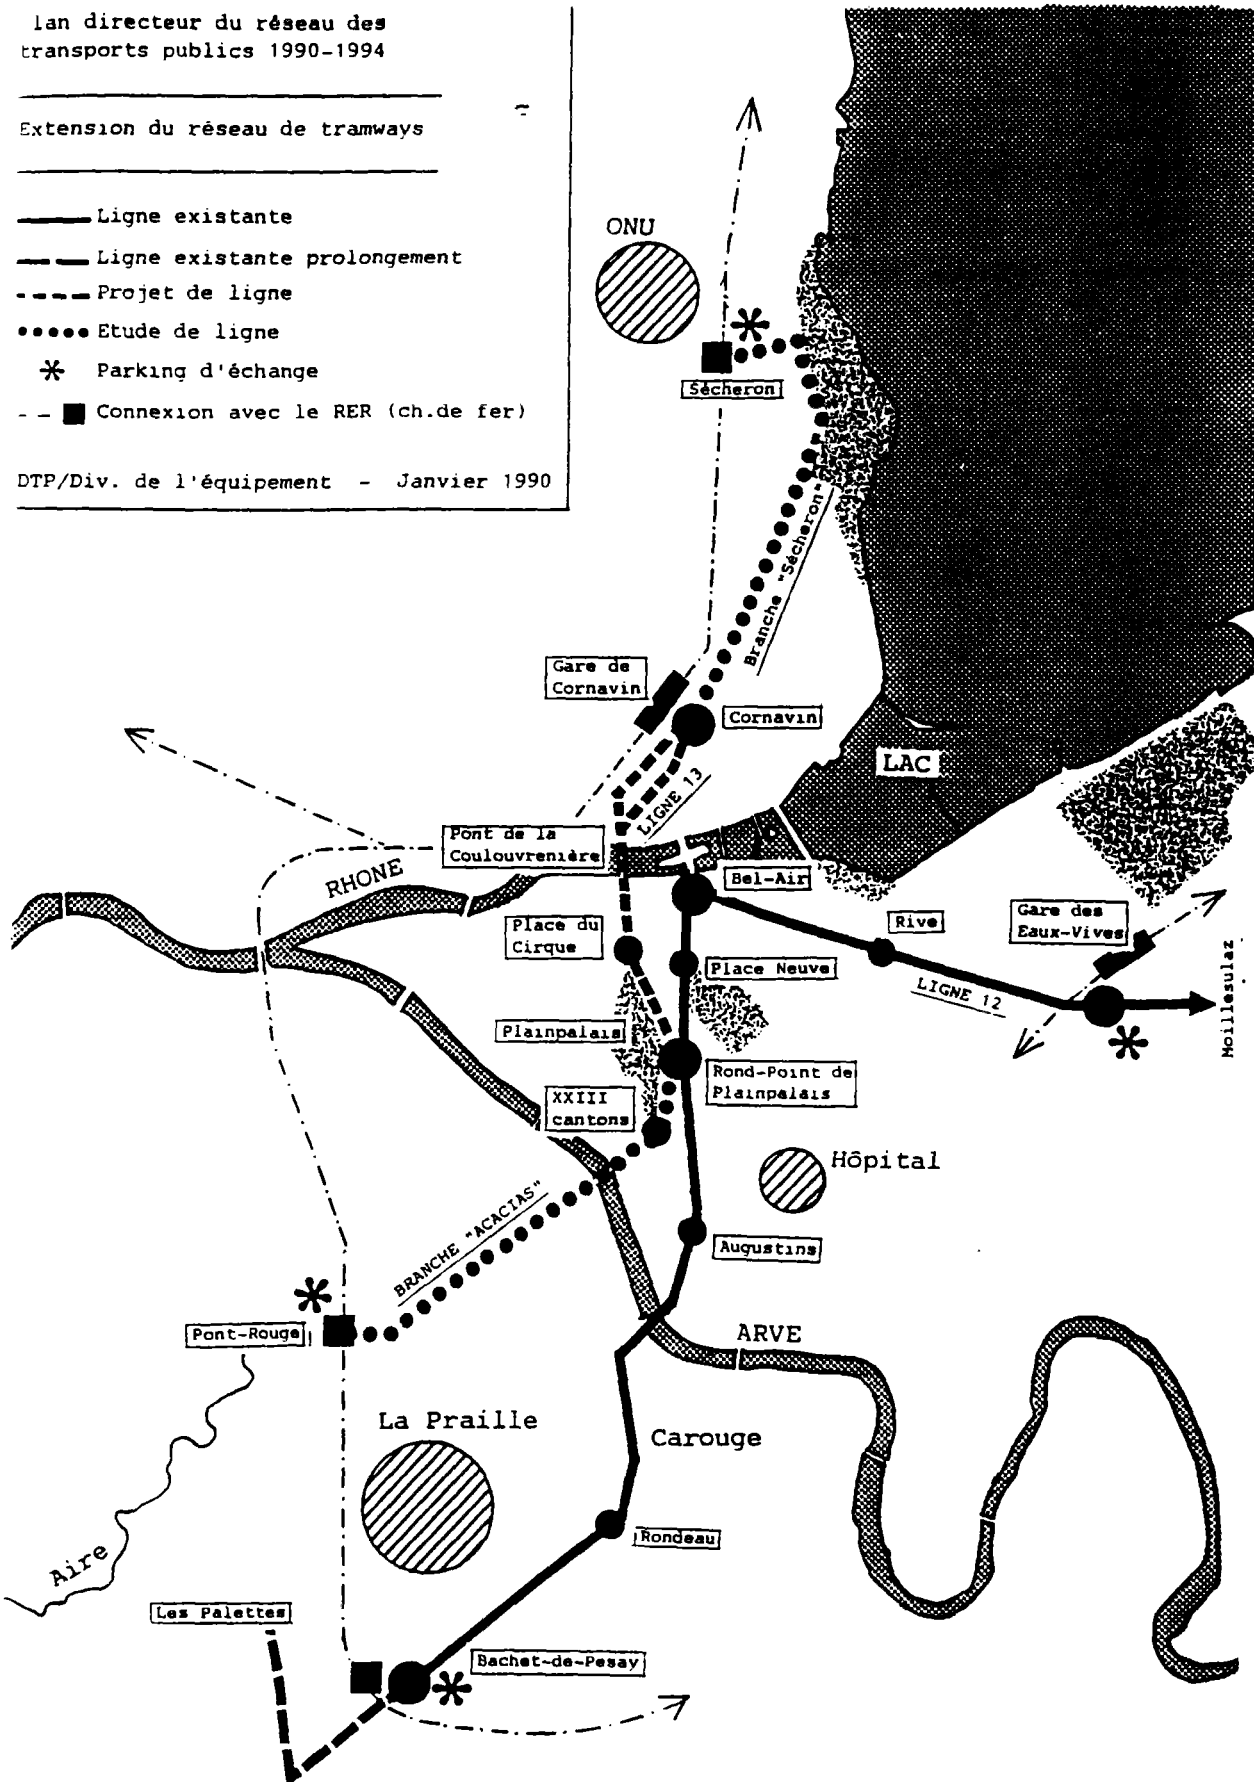 lan directeur du réseau des
transports publics 1990-1994
Extension du réseau de tramways
Ligne existante
Ligne existante prolongement
Projet de ligne
Etude de ligne
Parking d'échange
Connexion avec le RER (ch.de fer)
DTP/Div. de l'équipement - Janvier 1990
ONU
Sécheron
Branche "Sécheron"
Gare de
Cornavin
Cornavin
LIGNE 13
LAC
Pont de la
Coulouvrenière
RHONE
Bel-Air
Place du
Cirque
Rive
Gare des
Eaux-Vives
Place Neuve
LIGNE 12
Moillesulaz
Plainpalais
Rond-Point de
Plainpalais
XXIII
cantons
Hôpital
BRANCHE "ACACIAS"
Augustins
Pont-Rouge
ARVE
La Praille
Carouge
Rondeau
Aire
Les Palettes
Bachet-de-Pesay